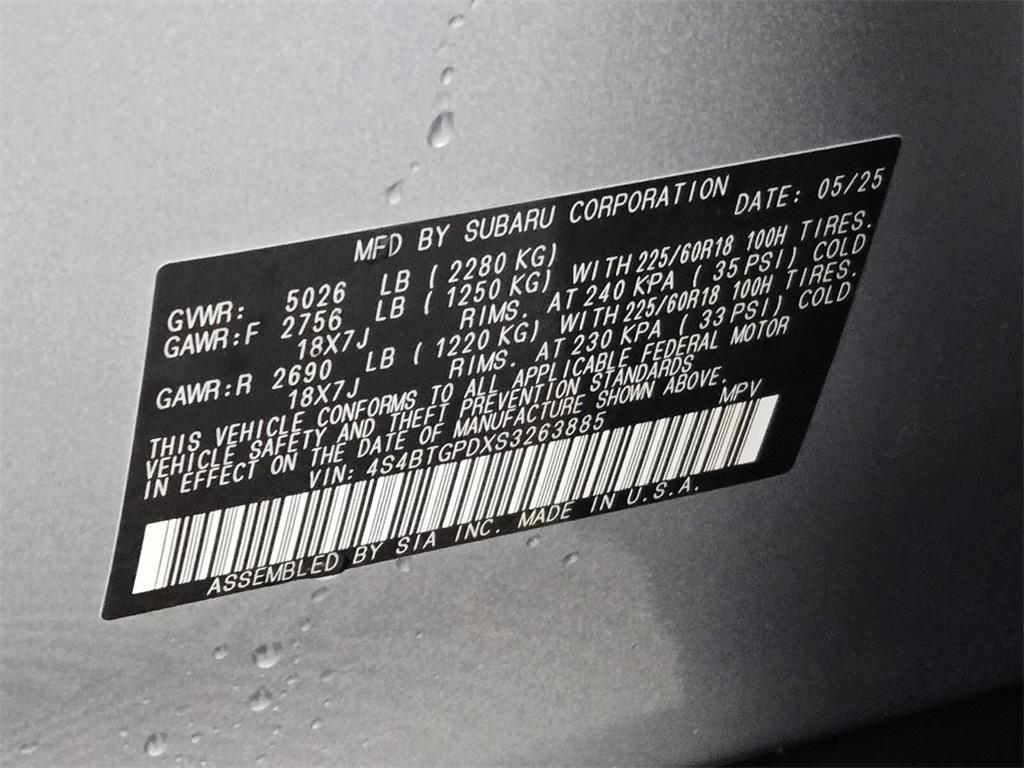 MFD BY SUBARU CORPORATION DATE: 05/25
GVWR: 5026 LB ( 2280 KG)
GAWR:F 2756 LB ( 1250 KG) WITH 225/60R18 100H TIRES.
18X7J RIMS. AT 240 KPA ( 35 PSI) COLD
GAWR:R 2690 LB ( 1220 KG) WITH 225/60R18 100H TIRES.
18X7J RIMS. AT 230 KPA ( 33 PSI) COLD
THIS VEHICLE CONFORMS TO ALL APPLICABLE FEDERAL MOTOR
VEHICLE SAFETY AND THEFT PREVENTION STANDARDS
IN EFFECT ON THE DATE OF MANUFACTURE SHOWN ABOVE.
VIN: 4S4BTGPDXS3263885 MPV
ASSEMBLED BY SIA INC. MADE IN U.S.A.